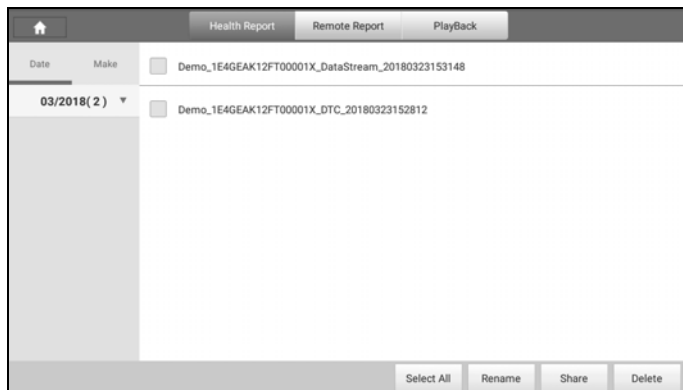 Health Report Remote Report PlayBack
Date Make
03/2018( 2 )
Demo_1E4GEAK12FT00001X_DataStream_20180323153148
Demo_1E4GEAK12FT00001X_DTC_20180323152812
Select All Rename Share Delete